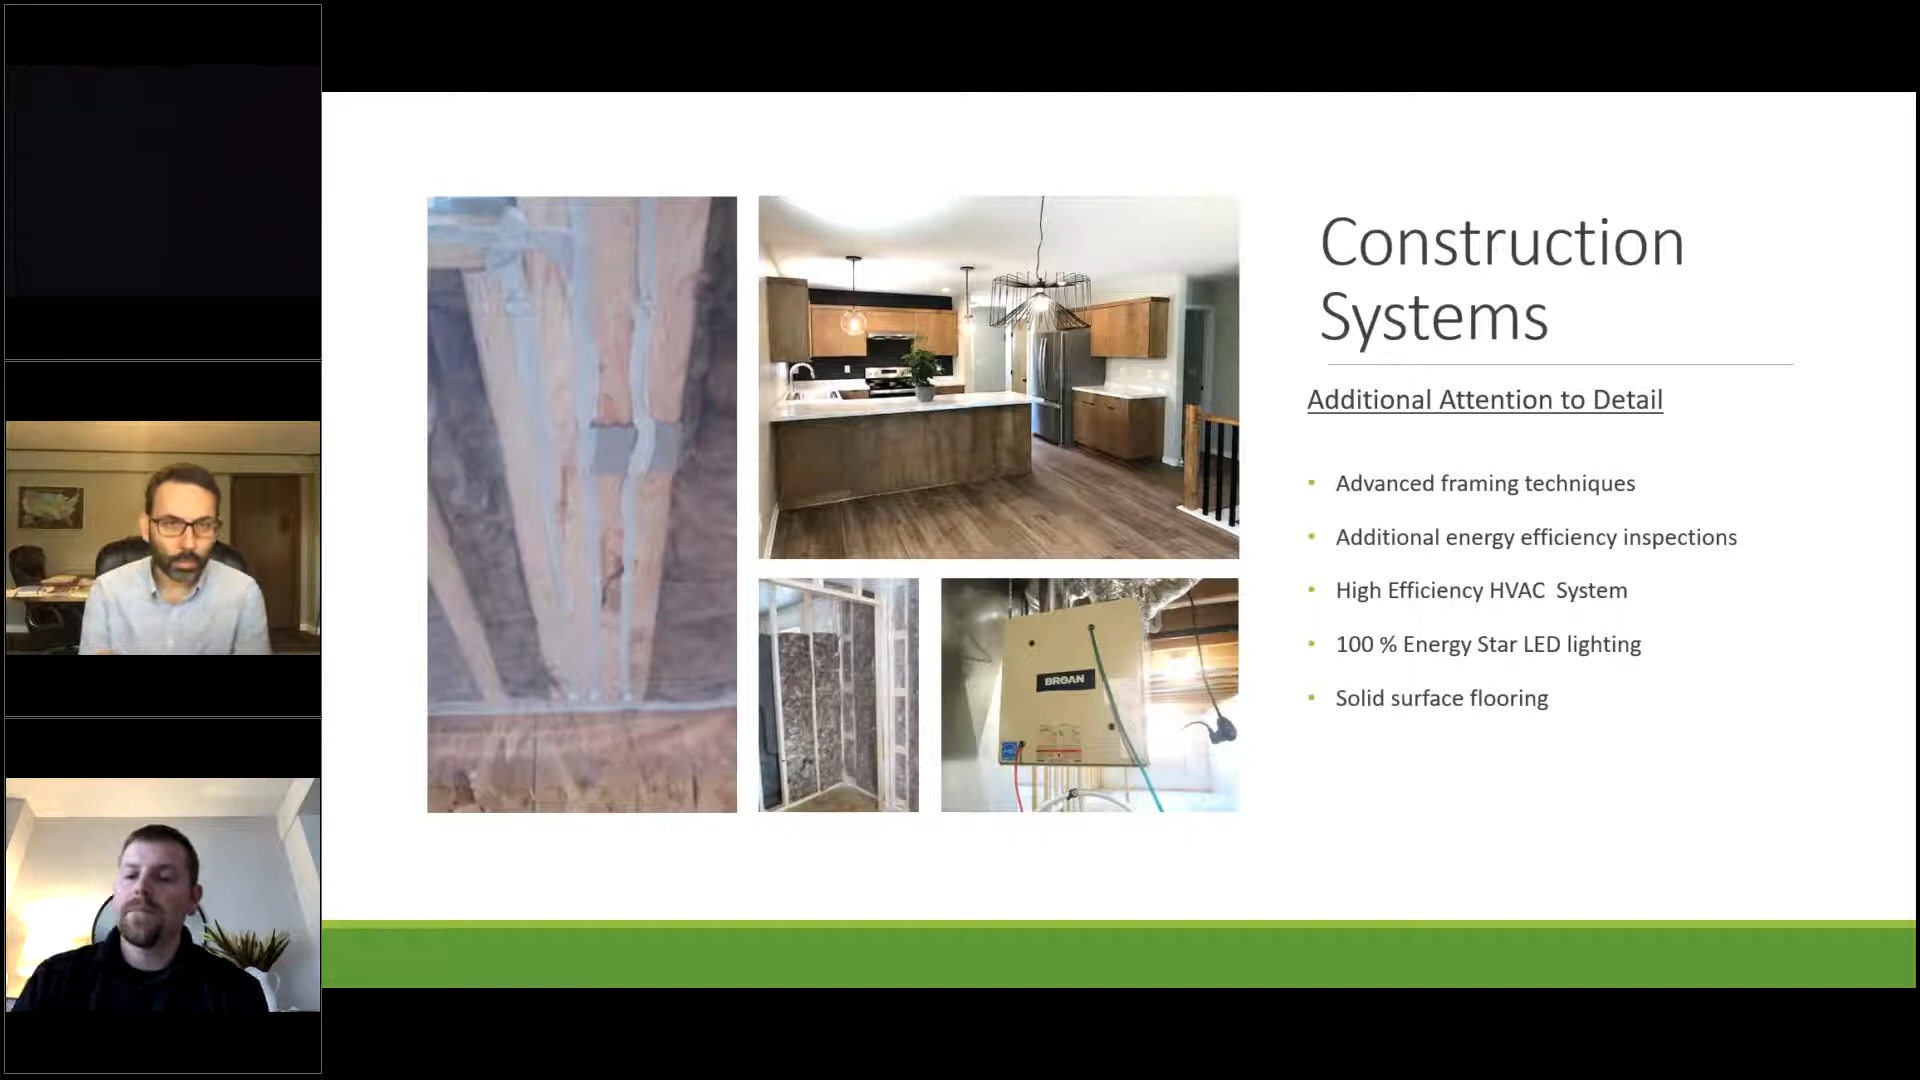 Construction
Systems
Additional Attention to Detail
• Advanced framing techniques
• Additional energy efficiency inspections
• High Efficiency HVAC System
• 100 % Energy Star LED lighting
• Solid surface flooring
BROAN